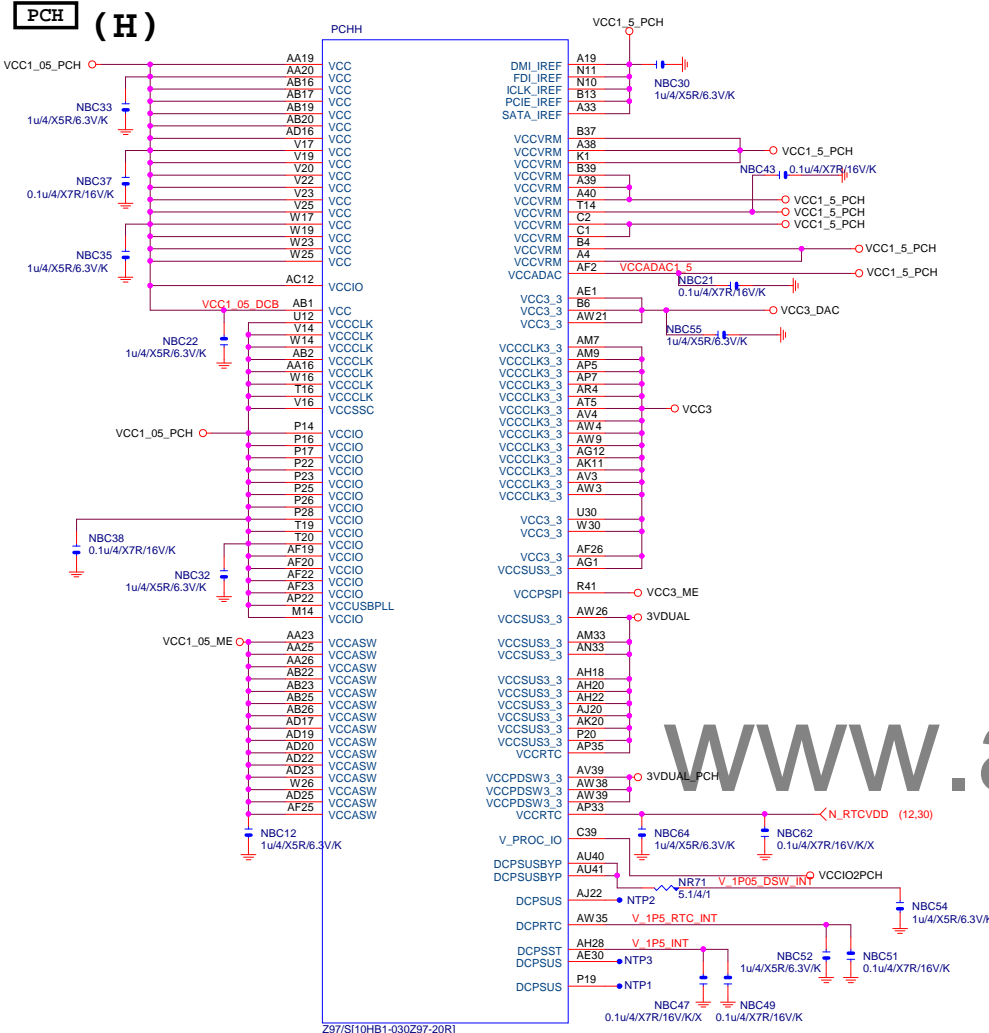 PCH (H)
PCHH
VCC1_5_PCH
VCC1_05_PCH
AA19 VCC
AA20 VCC
AB16 VCC
AB17 VCC
AB19 VCC
AB20 VCC
AD16 VCC
V17 VCC
V19 VCC
V20 VCC
V22 VCC
V23 VCC
V25 VCC
W17 VCC
W19 VCC
W23 VCC
W25 VCC
AC12 VCCIO
VCC1_05_DCB AB1 VCC
U12 VCCCLK
V14 VCCCLK
W14 VCCCLK
AB2 VCCCLK
AA16 VCCCLK
W16 VCCCLK
T16 VCCCLK
V16 VCCSSC
NBC33
1u/4/X5R/6.3V/K
NBC37
0.1u/4/X7R/16V/K
NBC35
1u/4/X5R/6.3V/K
NBC22
1u/4/X5R/6.3V/K
VCC1_05_PCH
P14 VCCIO
P16 VCCIO
P17 VCCIO
P22 VCCIO
P23 VCCIO
P25 VCCIO
P26 VCCIO
P28 VCCIO
T19 VCCIO
T20 VCCIO
AF19 VCCIO
AF20 VCCIO
AF22 VCCIO
AF23 VCCIO
AP22 VCCUSBPLL
M14 VCCIO
NBC38
0.1u/4/X7R/16V/K
NBC32
1u/4/X5R/6.3V/K
VCC1_05_ME
AA23 VCCASW
AA25 VCCASW
AA26 VCCASW
AB22 VCCASW
AB23 VCCASW
AB25 VCCASW
AB26 VCCASW
AD17 VCCASW
AD19 VCCASW
AD20 VCCASW
AD22 VCCASW
AD23 VCCASW
W26 VCCASW
AD25 VCCASW
AF25 VCCASW
NBC12
1u/4/X5R/6.3V/K
DMI_IREF A19
FDI_IREF N11
ICLK_IREF N10
PCIE_IREF B13
SATA_IREF A33
NBC30
1u/4/X5R/6.3V/K
VCCVRM B37
VCCVRM A38
VCCVRM K1
VCCVRM B39
VCCVRM A39
VCCVRM A40
VCCVRM T14
VCCVRM C2
VCCVRM C1
VCCVRM B4
VCCVRM A4
VCCADAC AF2 VCCADAC1_5
VCC1_5_PCH
NBC43 0.1u/4/X7R/16V/K
VCC1_5_PCH
VCC1_5_PCH
VCC1_5_PCH
VCC1_5_PCH
VCC1_5_PCH
NBC21
0.1u/4/X7R/16V/K
VCC3_3 AE1
VCC3_3 B6
VCC3_3 AW21
VCC3_DAC
NBC55
1u/4/X5R/6.3V/K
VCCCLK3_3 AM7
VCCCLK3_3 AM9
VCCCLK3_3 AP5
VCCCLK3_3 AP7
VCCCLK3_3 AR4
VCCCLK3_3 AT5
VCCCLK3_3 AV4
VCCCLK3_3 AW4
VCCCLK3_3 AW9
VCCCLK3_3 AG12
VCCCLK3_3 AK11
VCCCLK3_3 AV3
VCCCLK3_3 AW3
VCC3
VCC3_3 U30
VCC3_3 W30
VCC3_3 AF26
VCCSUS3_3 AG1
VCCPSPI R41 VCC3_ME
VCCSUS3_3 AW26 3VDUAL
VCCSUS3_3 AM33
VCCSUS3_3 AN33
VCCSUS3_3 AH18
VCCSUS3_3 AH20
VCCSUS3_3 AH22
VCCSUS3_3 AJ20
VCCSUS3_3 AK20
VCCSUS3_3 P20
VCCRTC AP35
www.a
VCCPDSW3_3 AV39 3VDUAL_PCH
VCCPDSW3_3 AW38
VCCPDSW3_3 AW39
VCCRTC AP33 N_RTCVDD (12,30)
NBC64
1u/4/X5R/6.3V/K
NBC62
0.1u/4/X7R/16V/K/X
V_PROC_IO C39
VCCIO2PCH
DCPSUSBYP AU40
DCPSUSBYP AU41
NR71
5.1/4/1
V_1P05_DSW_INT
NBC54
1u/4/X5R/6.3V/K
DCPSUS AJ22 NTP2
DCPRTC AW35 V_1P5_RTC_INT
NBC52
1u/4/X5R/6.3V/K
NBC51
0.1u/4/X7R/16V/K
DCPSST AH28 V_1P5_INT
DCPSUS AE30 NTP3
DCPSUS P19 NTP1
NBC47
0.1u/4/X7R/16V/K/X
NBC49
0.1u/4/X7R/16V/K
Z97/S[10HB1-030Z97-20R]